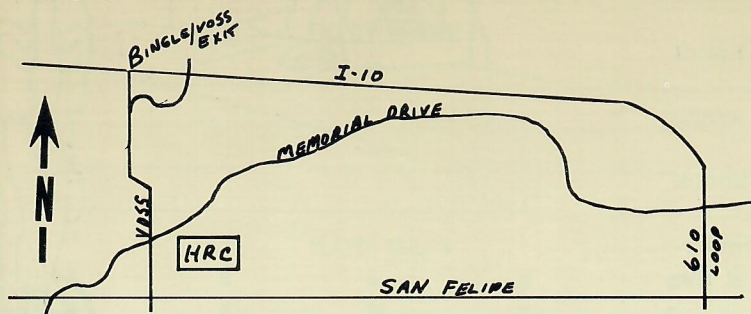 BINGLE/VOSS
EXIT
I-10
MEMORIAL DRIVE
N
VOSS
HRC
610
LOOP
SAN FELIPE